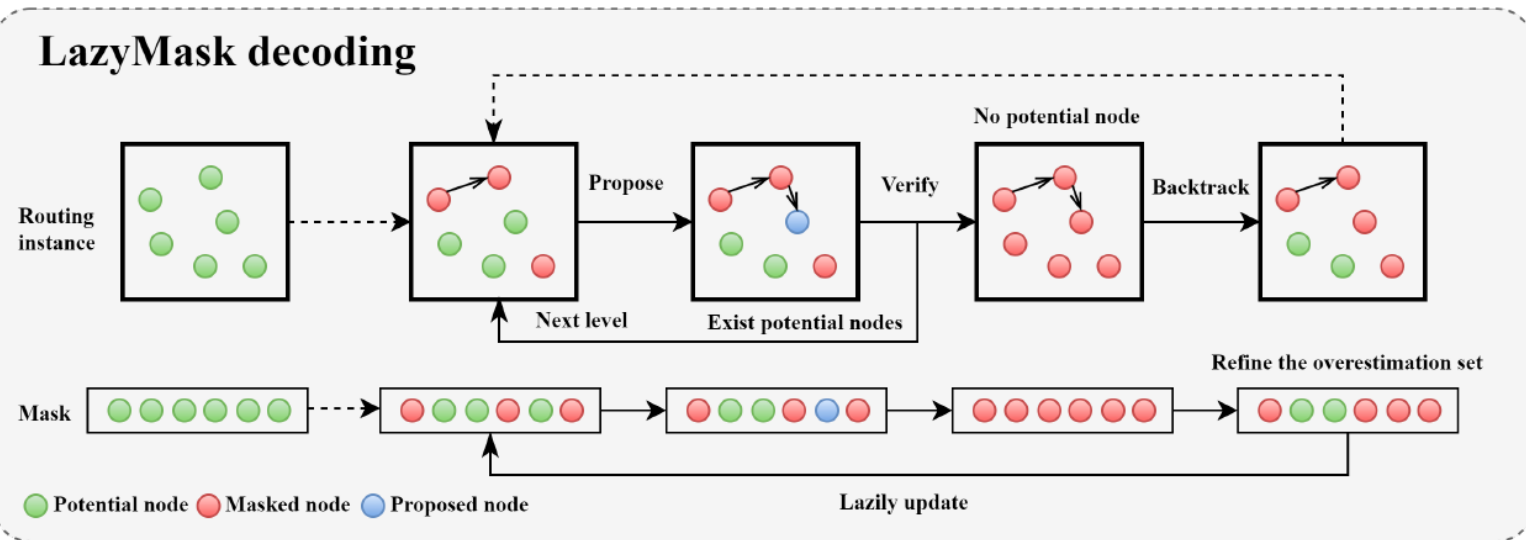 LazyMask decoding
No potential node
Routing
instance
Propose
Verify
Backtrack
Next level
Exist potential nodes
Refine the overestimation set
Mask
Lazily update
Potential node
Masked node
Proposed node